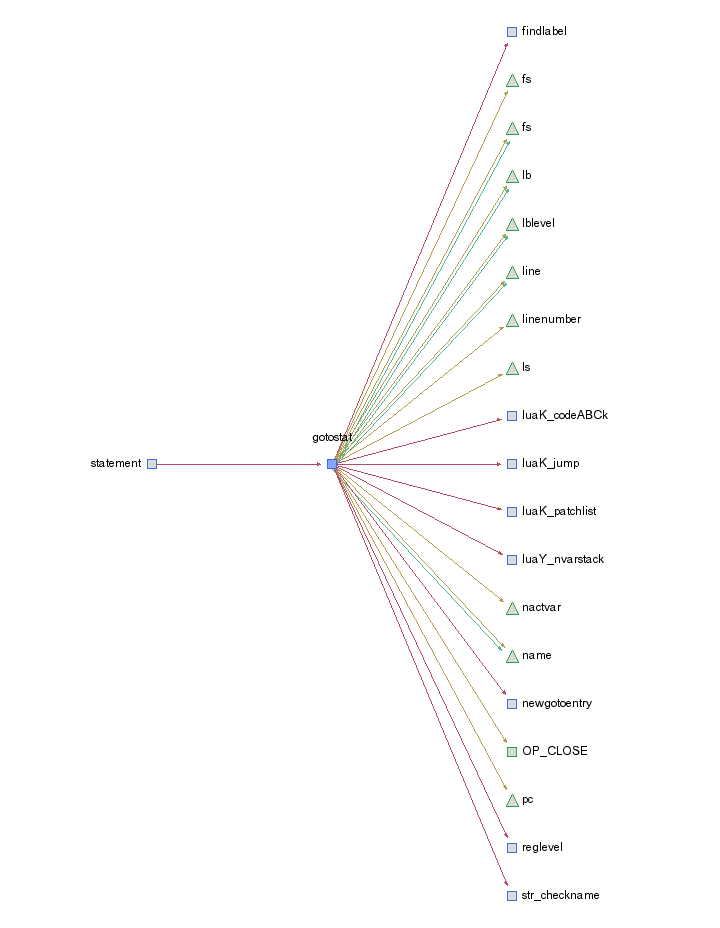 findlabel
fs
fs
lb
lblevel
line
linenumber
ls
luaK_codeABCk
gotostat
statement
luaK_jump
luaK_patchlist
luaY_nvarstack
nactvar
name
newgotoentry
OP_CLOSE
pc
reglevel
str_checkname